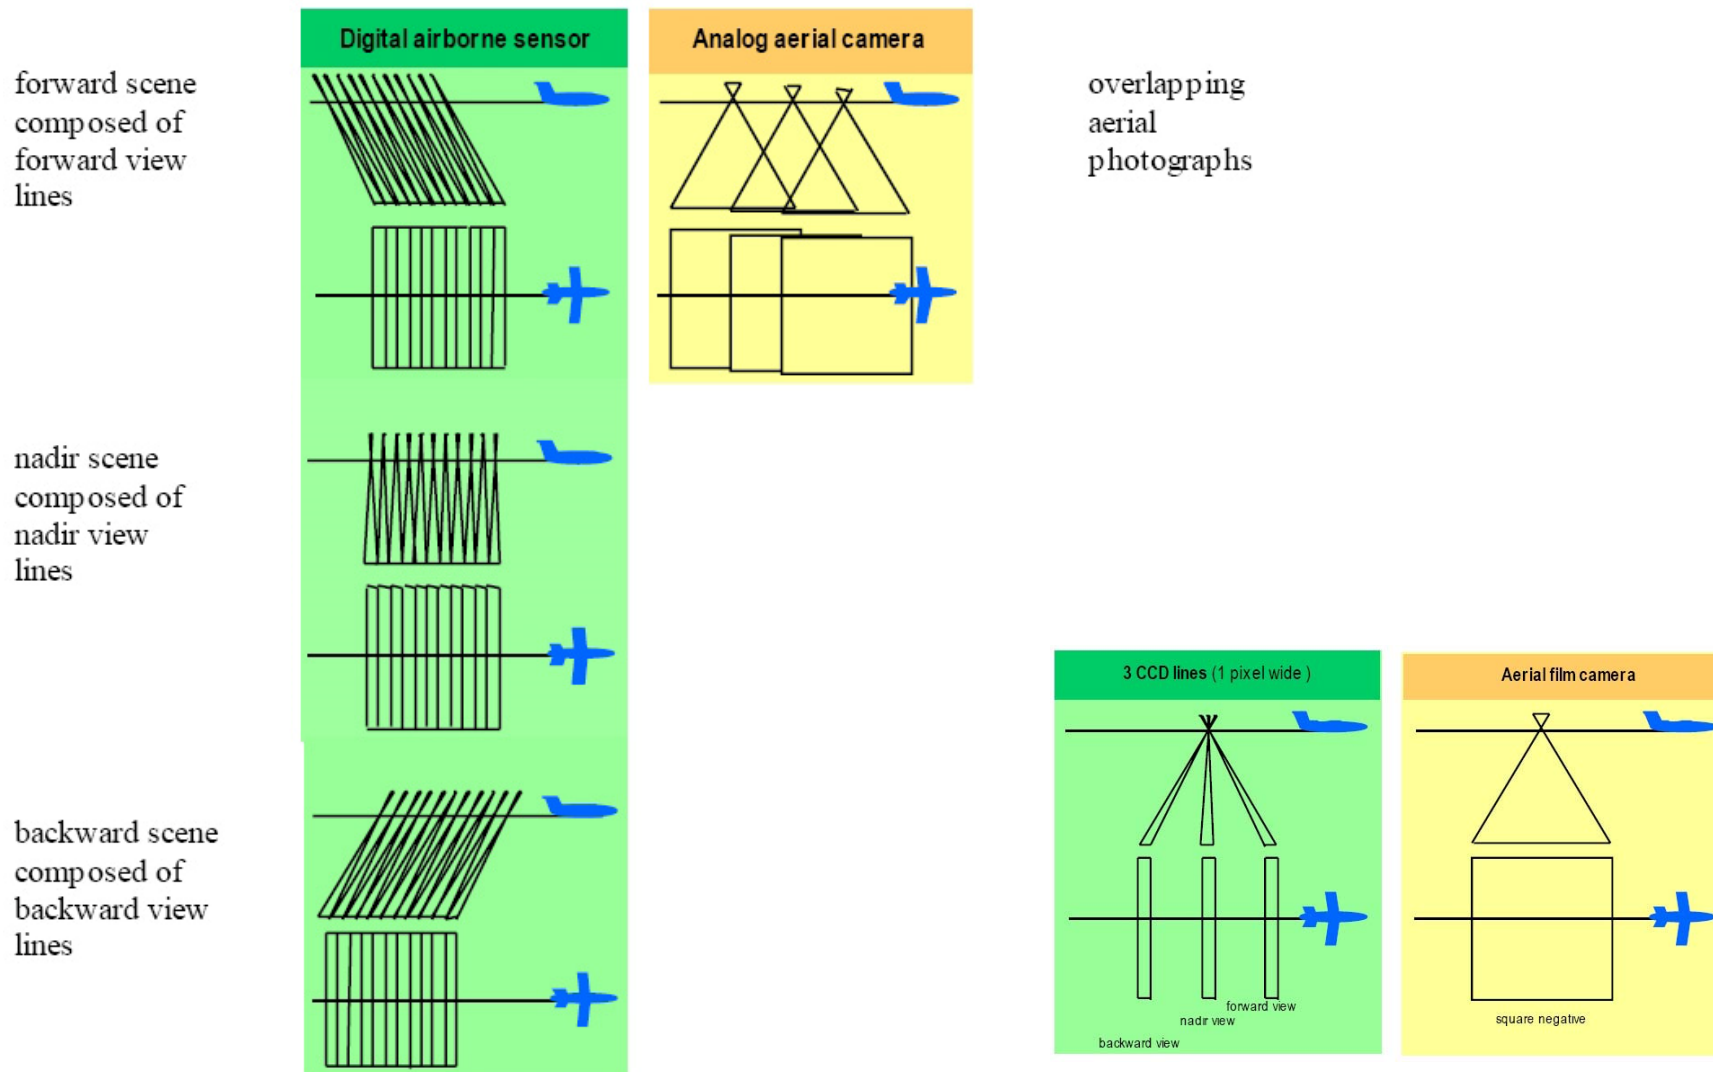 Digital airborne sensor
Analog aerial camera
forward scene
composed of
forward view
lines
overlapping
aerial
photographs
nadir scene
composed of
nadir view
lines
3 CCD lines (1 pixel wide )
Aerial film camera
backward scene
composed of
backward view
lines
forward view
nadir view
backward view
square negative